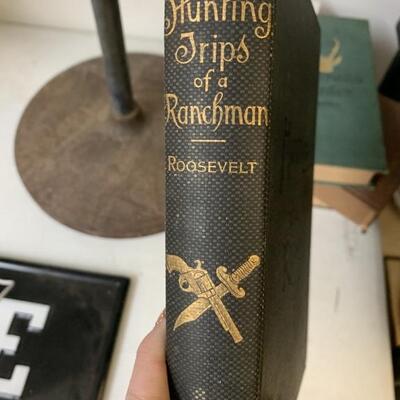 Hunting
Trips
of a
Ranchman
ROOSEVELT
E